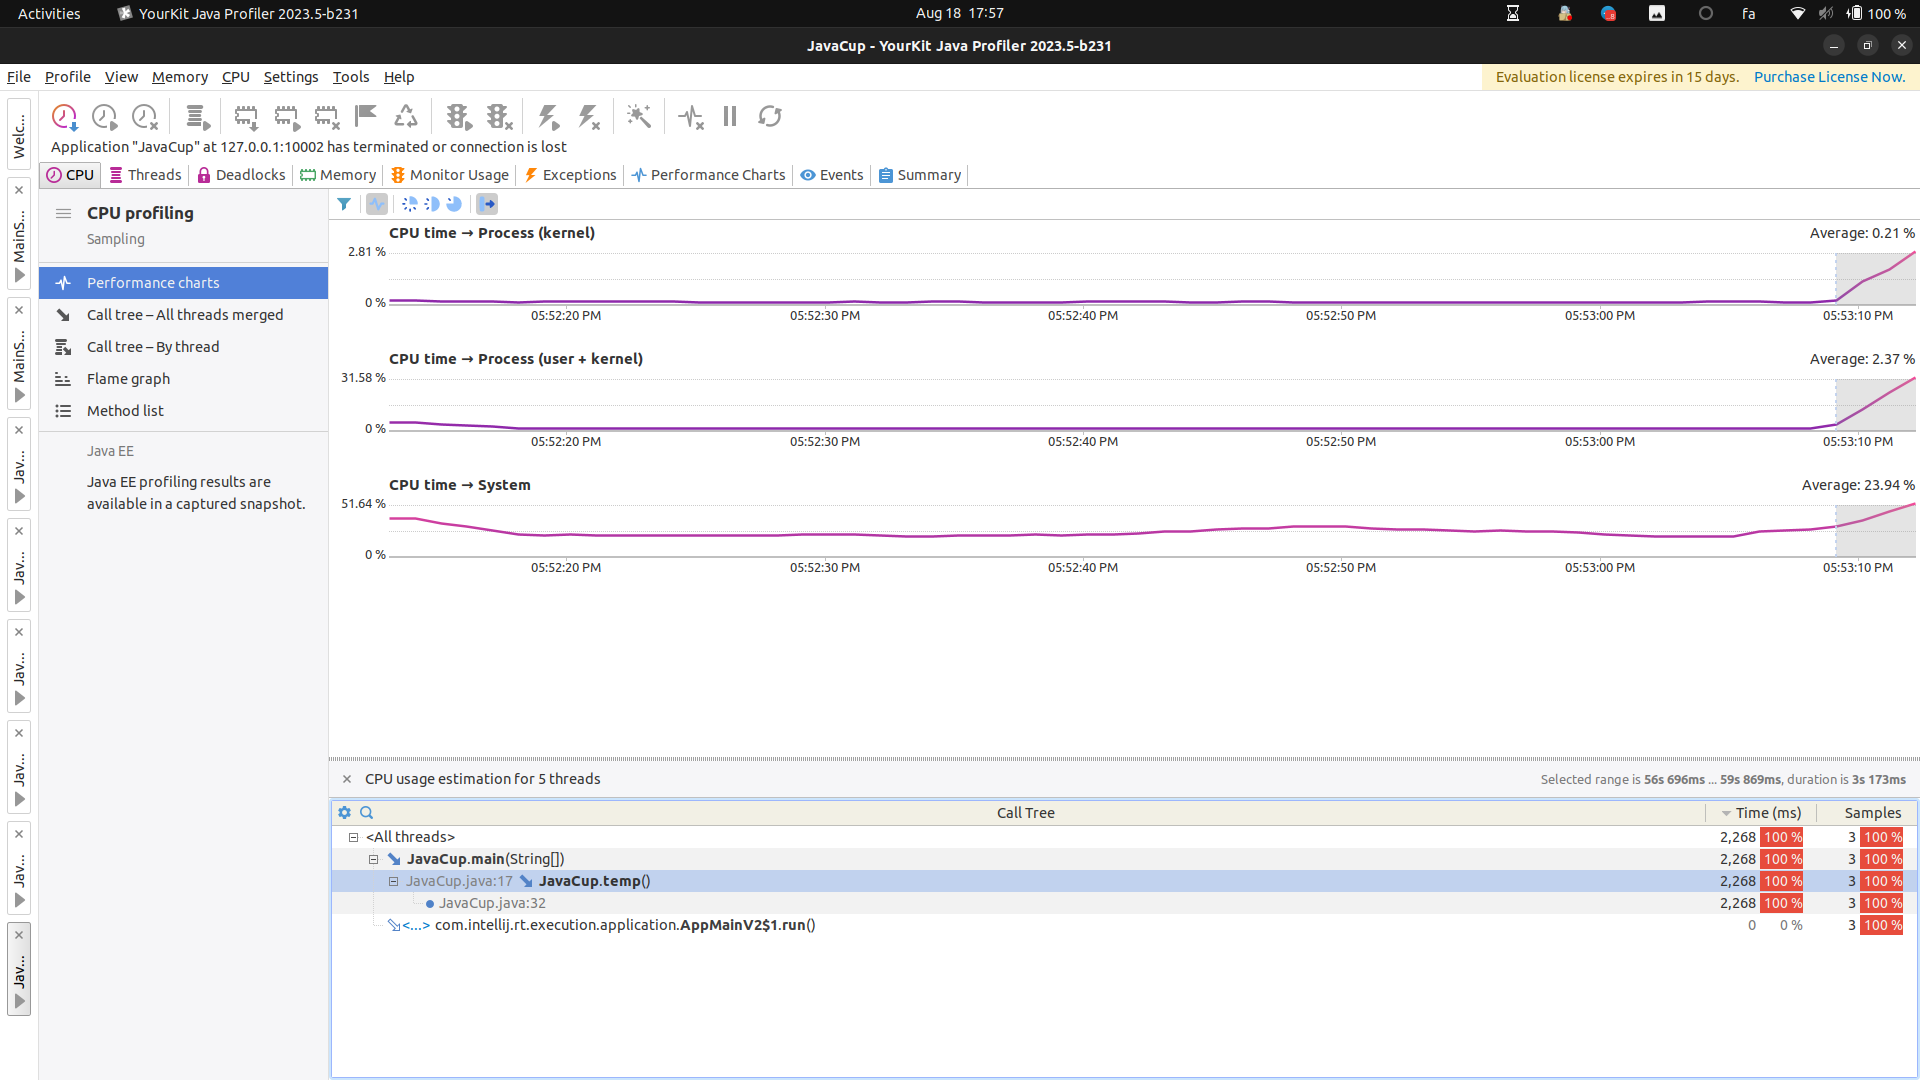 Activities
YourKit Java Profiler 2023.5-b231
Aug 18 17:57
fa
100 %
JavaCup - YourKit Java Profiler 2023.5-b231
File Profile View Memory CPU Settings Tools Help
Evaluation license expires in 15 days. Purchase License Now.
Application "JavaCup" at 127.0.0.1:10002 has terminated or connection is lost
Welc...
MainS...
MainS...
Jav...
Jav...
Jav...
Jav...
Jav...
Jav...
CPU Threads Deadlocks Memory Monitor Usage Exceptions Performance Charts Events Summary
CPU profiling
Sampling
Performance charts
Call tree – All threads merged
Call tree – By thread
Flame graph
Method list
Java EE
Java EE profiling results are
available in a captured snapshot.
CPU time → Process (kernel)
Average: 0.21 %
2.81 %
0 %
05:52:20 PM 05:52:30 PM 05:52:40 PM 05:52:50 PM 05:53:00 PM 05:53:10 PM
CPU time → Process (user + kernel)
Average: 2.37 %
31.58 %
0 %
05:52:20 PM 05:52:30 PM 05:52:40 PM 05:52:50 PM 05:53:00 PM 05:53:10 PM
CPU time → System
Average: 23.94 %
51.64 %
0 %
05:52:20 PM 05:52:30 PM 05:52:40 PM 05:52:50 PM 05:53:00 PM 05:53:10 PM
CPU usage estimation for 5 threads
Selected range is 56s 696ms ... 59s 869ms, duration is 3s 173ms
Call Tree Time (ms) Samples
<All threads> 2,268 100 % 3 100 %
JavaCup.main(String[]) 2,268 100 % 3 100 %
JavaCup.java:17 JavaCup.temp() 2,268 100 % 3 100 %
JavaCup.java:32 2,268 100 % 3 100 %
<...> com.intellij.rt.execution.application.AppMainV2$1.run() 0 0 % 3 100 %